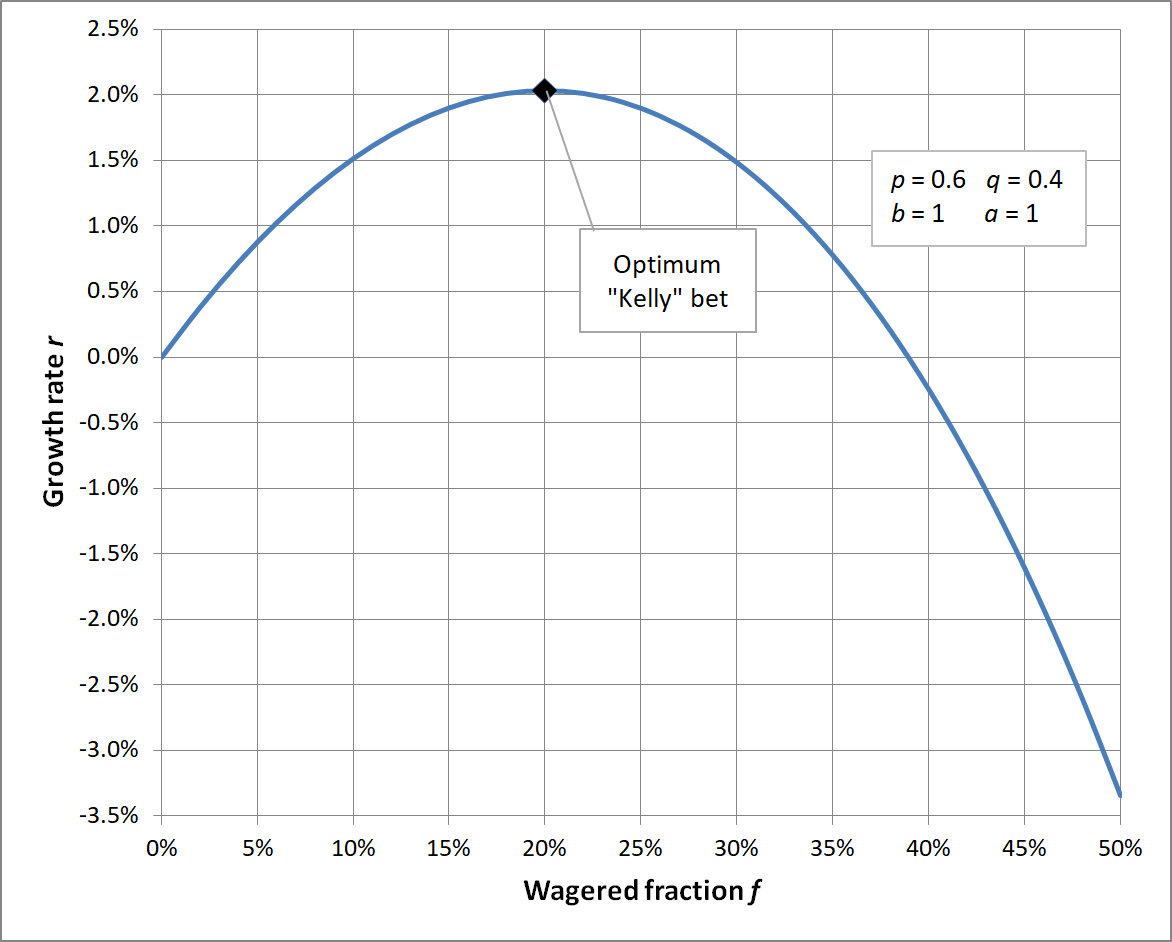 2.5%
2.0%
1.5%
1.0%
0.5%
0.0%
-0.5%
-1.0%
-1.5%
-2.0%
-2.5%
-3.0%
-3.5%
Growth rate r
p = 0.6 q = 0.4
b = 1 a = 1
Optimum
"Kelly" bet
0% 5% 10% 15% 20% 25% 30% 35% 40% 45% 50%
Wagered fraction f